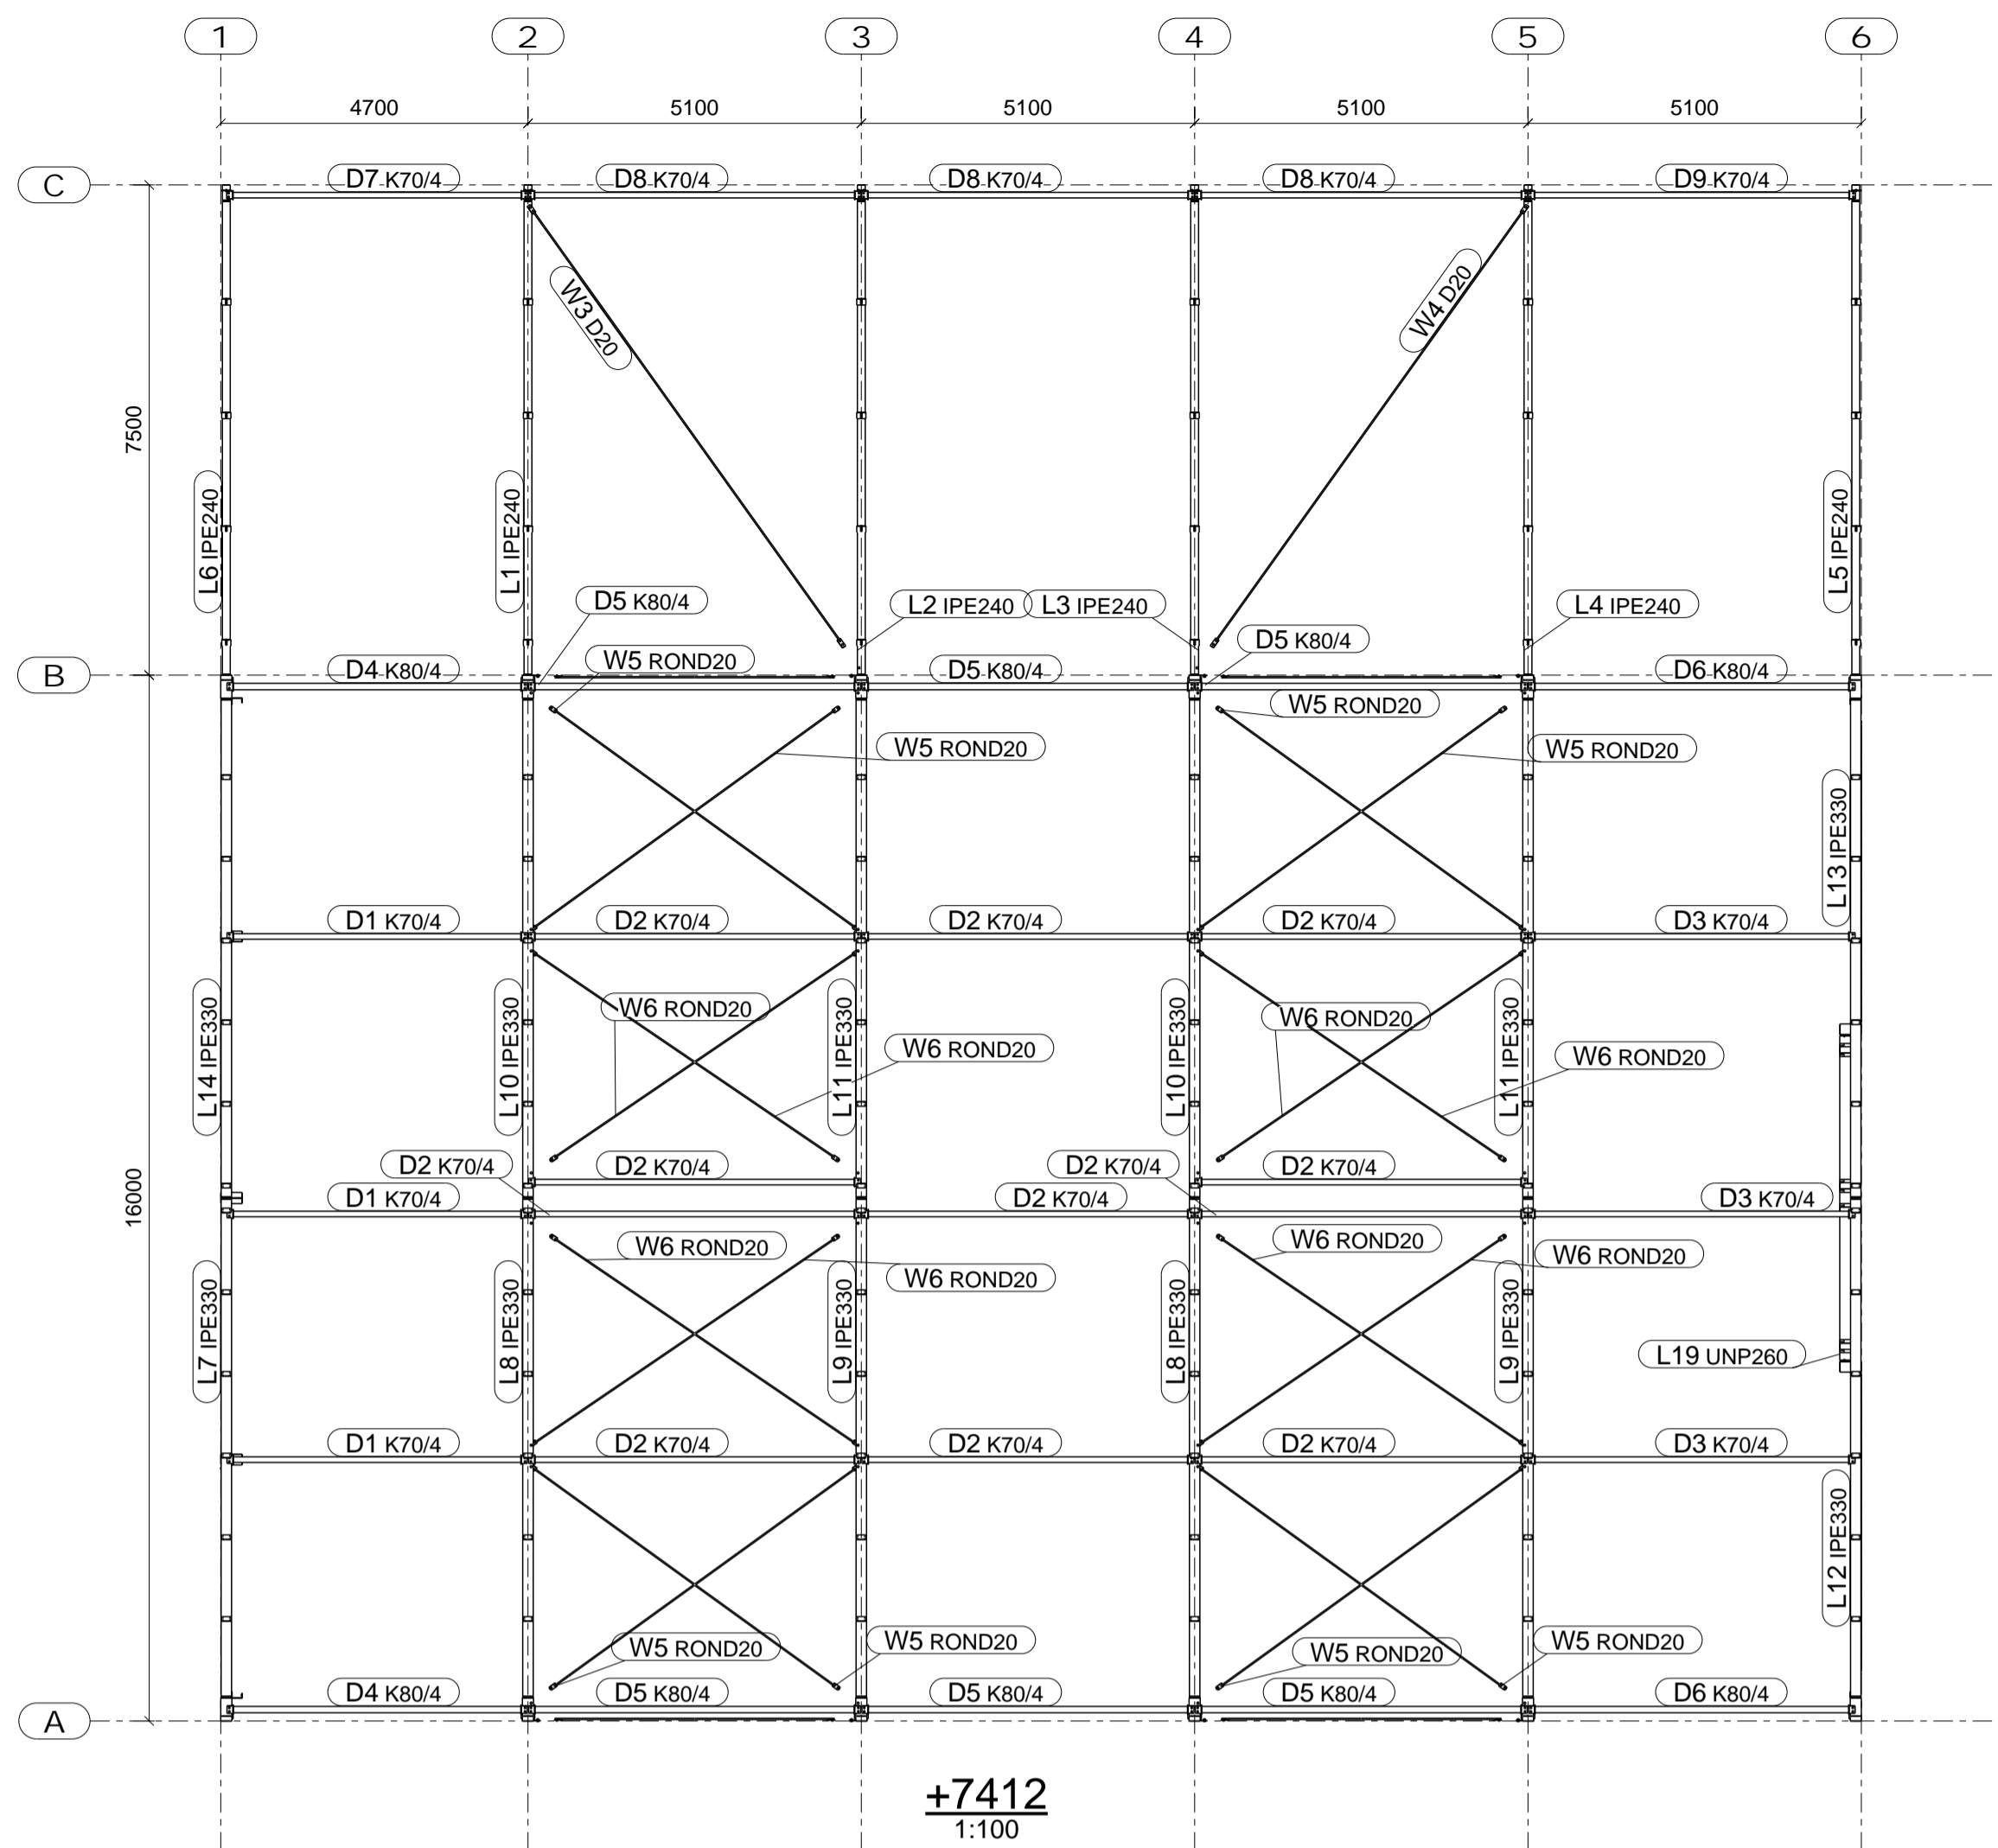 1 2 3 4 5 6
4700 5100 5100 5100 5100
C
D7 K70/4 D8 K70/4 D8 K70/4 D8 K70/4 D9 K70/4
W3 D20
W4 D20
7500
L6 IPE240
L1 IPE240
L5 IPE240
D5 K80/4
L2 IPE240 L3 IPE240
L4 IPE240
D5 K80/4
W5 ROND20
B
D4 K80/4 D5 K80/4 D6 K80/4
W5 ROND20
W5 ROND20
W5 ROND20
L13 IPE330
D1 K70/4 D2 K70/4 D2 K70/4 D2 K70/4 D3 K70/4
W6 ROND20
W6 ROND20
W6 ROND20
W6 ROND20
L14 IPE330
L10 IPE330
L11 IPE330
L10 IPE330
L11 IPE330
D2 K70/4 D2 K70/4 D2 K70/4 D2 K70/4
16000
D1 K70/4 D2 K70/4 D3 K70/4
W6 ROND20
W6 ROND20
W6 ROND20
W6 ROND20
L7 IPE330
L8 IPE330
L9 IPE330
L8 IPE330
L9 IPE330
L19 UNP260
D1 K70/4 D2 K70/4 D2 K70/4 D2 K70/4 D3 K70/4
L12 IPE330
W5 ROND20
W5 ROND20
W5 ROND20
W5 ROND20
D4 K80/4 D5 K80/4 D5 K80/4 D5 K80/4 D6 K80/4
A
+7412
1:100